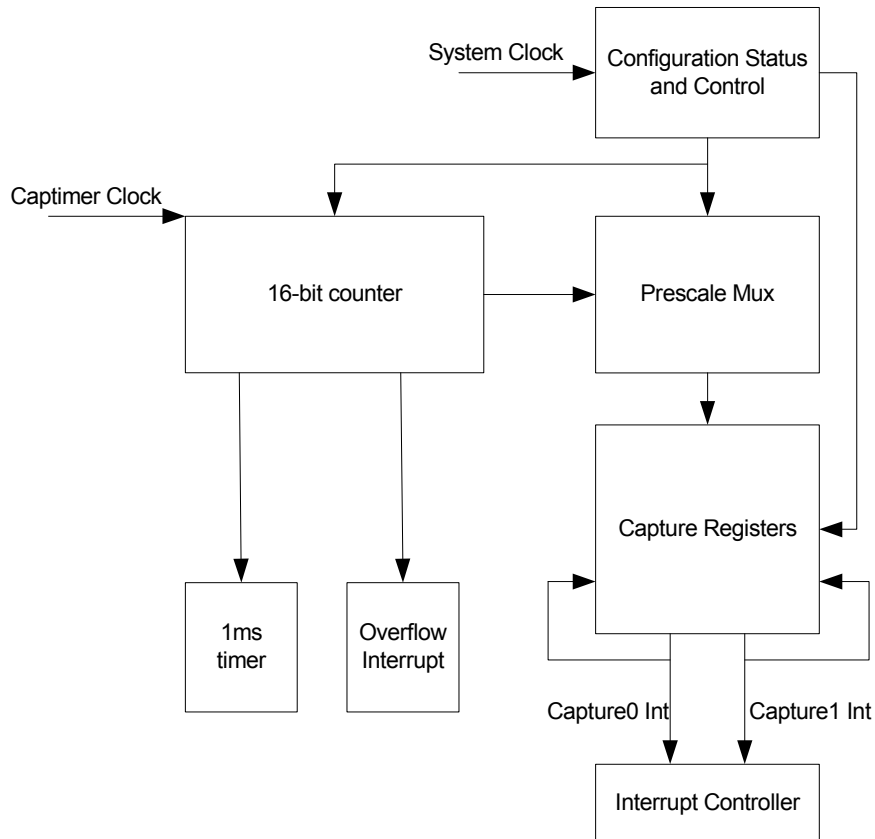 System Clock
Configuration Status
and Control
Captimer Clock
16-bit counter
Prescale Mux
Capture Registers
1ms
timer
Overflow
Interrupt
Capture0 Int
Capture1 Int
Interrupt Controller